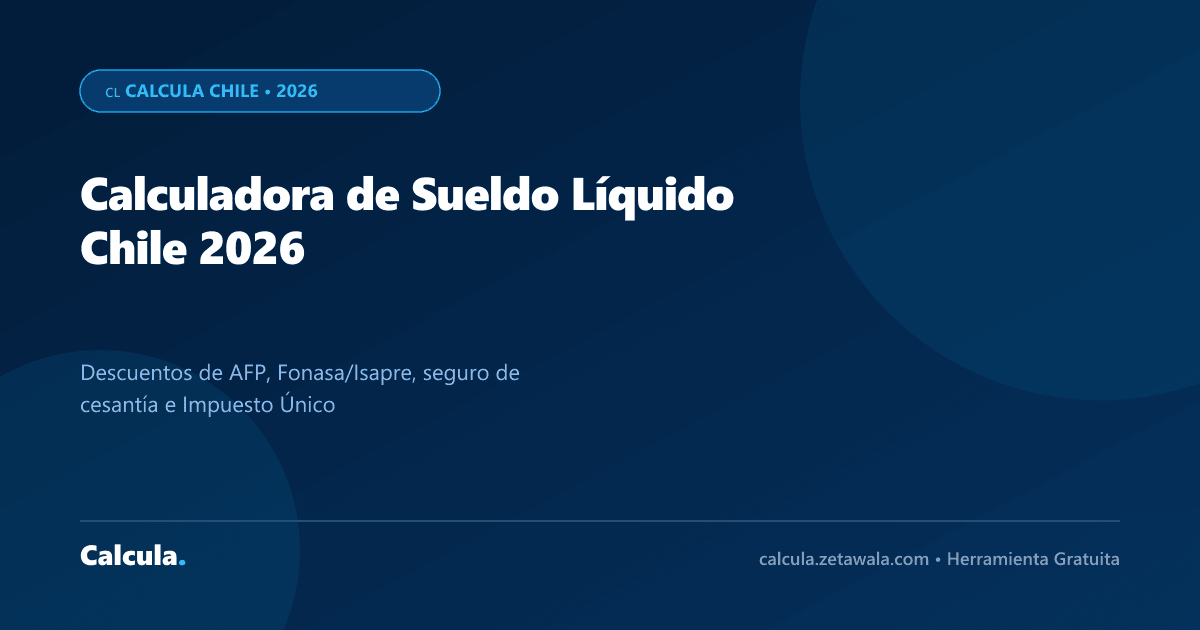 CL CALCULA CHILE • 2026
Calculadora de Sueldo Líquido
Chile 2026
Descuentos de AFP, Fonasa/Isapre, seguro de
cesantía e Impuesto Único
Calcula.
calcula.zetawala.com • Herramienta Gratuita